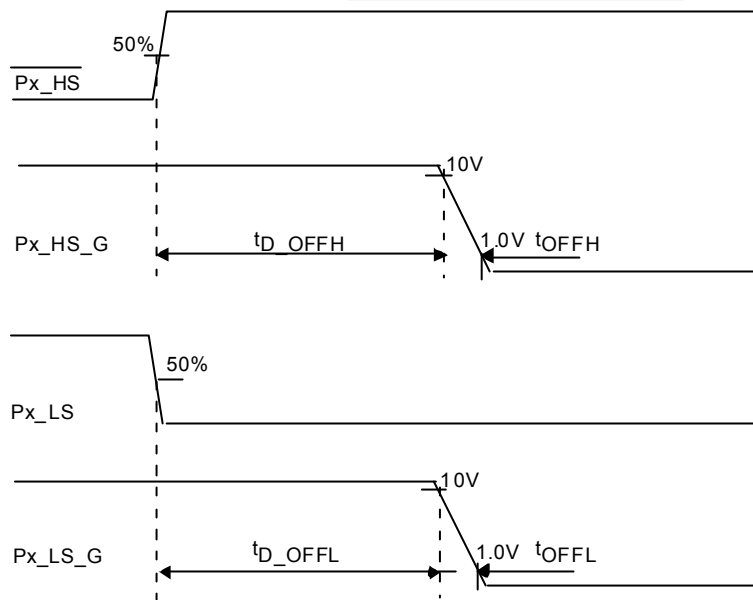 50%
Px_HS
10V
Px_HS_G
tD_OFFH
1.0V
tOFFH
50%
Px_LS
10V
Px_LS_G
tD_OFFL
1.0V
tOFFL